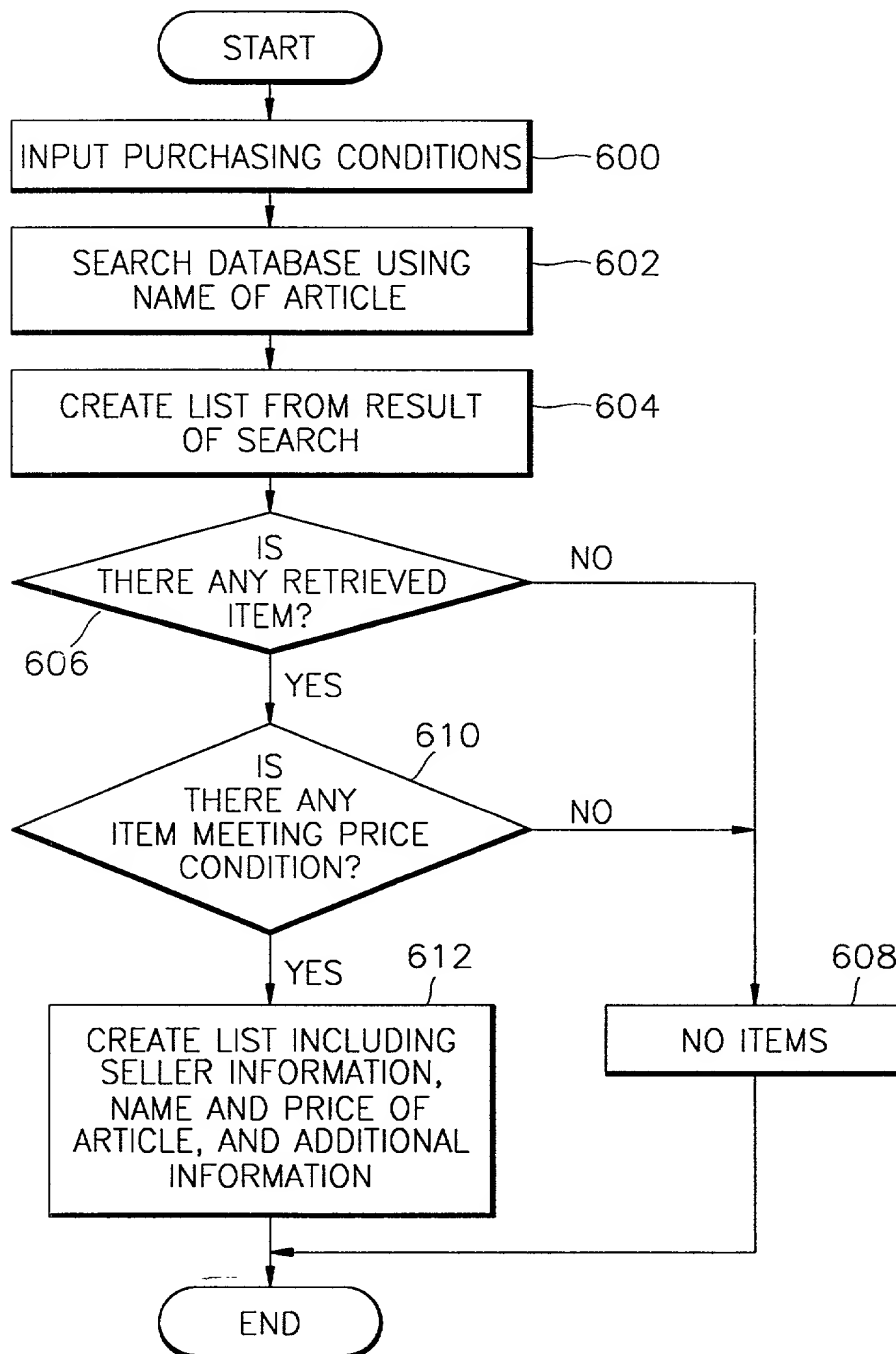 START
INPUT PURCHASING CONDITIONS
600
SEARCH DATABASE USING
NAME OF ARTICLE
602
CREATE LIST FROM RESULT
OF SEARCH
604
IS
THERE ANY RETRIEVED
ITEM?
606
NO
YES
IS
THERE ANY
ITEM MEETING PRICE
CONDITION?
610
NO
YES
612
CREATE LIST INCLUDING
SELLER INFORMATION,
NAME AND PRICE OF
ARTICLE, AND ADDITIONAL
INFORMATION
608
NO ITEMS
END